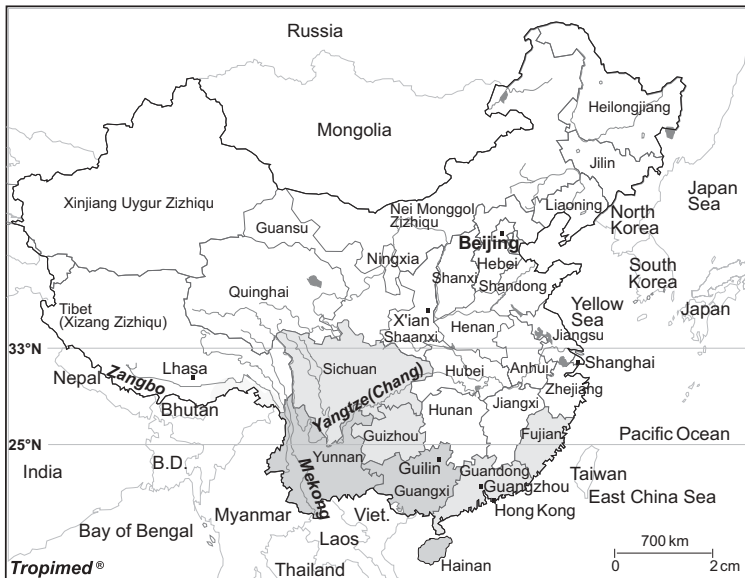 Russia
Heilongjiang
Mongolia
Jilin
Japan
Sea
Xinjiang Uygur Zizhiqu
Nei Monggol
Zizhiqu
Liaoning
North
Korea
Guansu
Beijing
Ningxia
Hebei
South
Korea
Shanxi
Shandong
Quinghai
Yellow
Sea
Japan
Tibet
(Xizang Zizhiqu)
X'ian
Shaanxi
Henan
Jiangsu
33°N
Lhasa
Sichuan
Hubei
Anhui
Shanghai
Nepal
Zangbo
Zhejiang
Bhutan
Yangtze(Chang)
Hunan
Jiangxi
Guizhou
Fujian
Pacific Ocean
25°N
Yunnan
India
B.D.
Mekong
Guilin
Guandong
Taiwan
Guangxi
Guangzhou
East China Sea
Hong Kong
Myanmar
Viet.
Bay of Bengal
Laos
700 km
Tropimed ®
Thailand
Hainan
0
2 cm